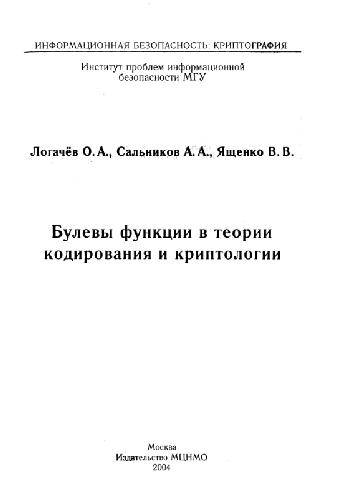 ИНФОРМАЦИОННАЯ БЕЗОПАСНОСТЬ: КРИПТОГРАФИЯ
Институт проблем информационной
безопасности МГУ
Логачёв О. А., Сальников А. А., Ященко В. В.
Булевы функции в теории
кодирования и криптологии
Москва
Издательство МЦНМО
2004